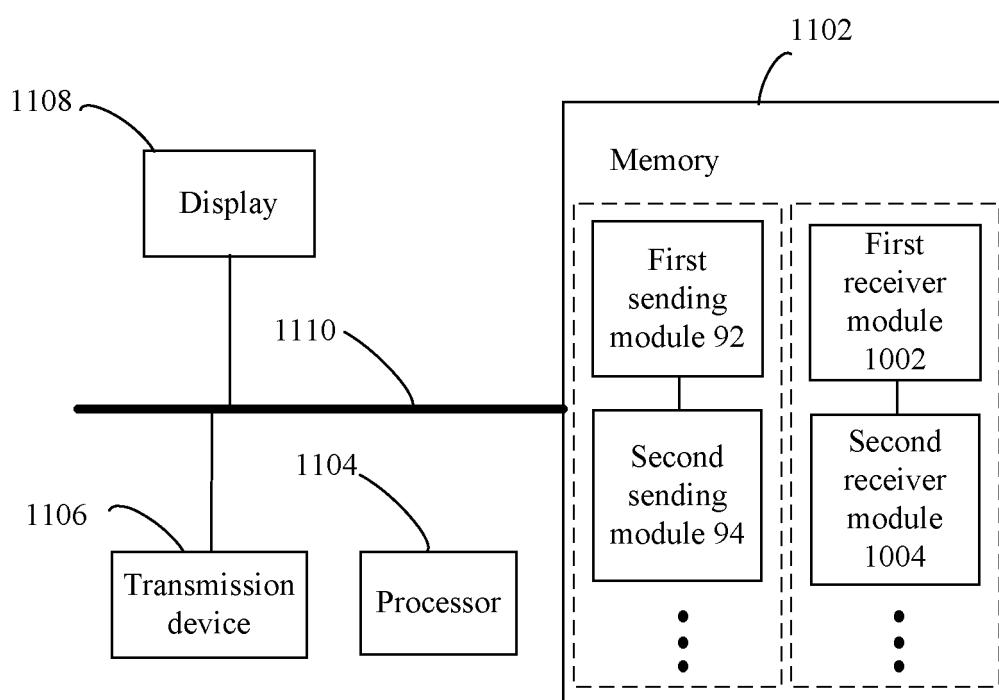 1102
1108
Memory
Display
First
sending
module 92
First
receiver
module
1002
1110
Second
sending
module 94
Second
receiver
module
1004
1104
1106
Transmission
device
Processor